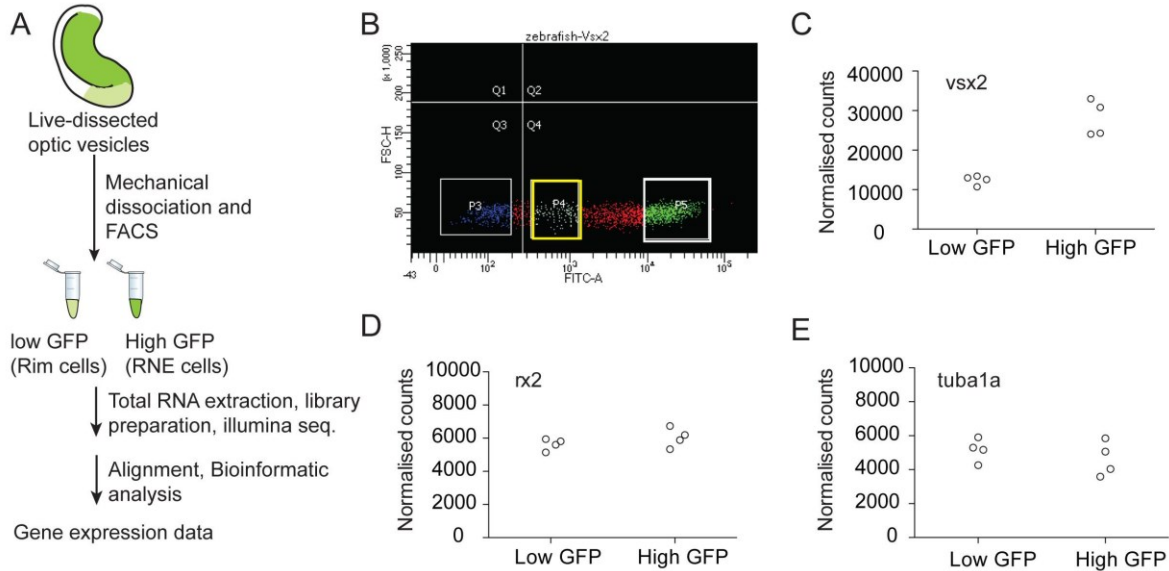 A
Live-dissected
optic vesicles
Mechanical
dissociation and
FACS
low GFP
(Rim cells)
High GFP
(RNE cells)
Total RNA extraction, library
preparation, illumina seq.
Alignment, Bioinformatic
analysis
Gene expression data
B
zebrafish-Vsx2
(x 1,000)
FSC-H
250
200
150
100
50
Q1
Q2
Q3
Q4
P3
P4
P5
-43
0
10²
10³
10⁴
10⁵
FITC-A
C
vsx2
Normalised counts
40000
30000
20000
10000
0
Low GFP
High GFP
D
rx2
Normalised counts
10000
8000
6000
4000
2000
0
Low GFP
High GFP
E
tuba1a
Normalised counts
10000
8000
6000
4000
2000
0
Low GFP
High GFP